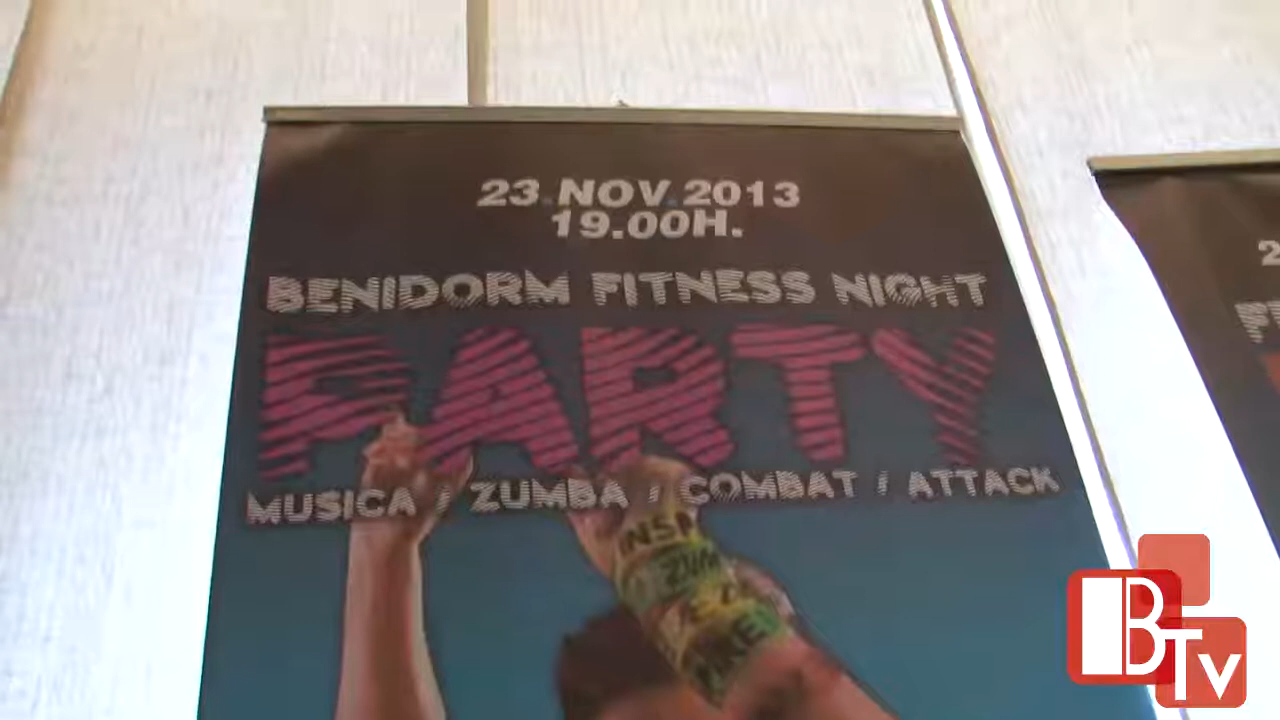 23.NOV.2013
19.00H.
BENIDORM FITNESS NIGHT
PARTY
MUSICA / ZUMBA / COMBAT / ATTACK
BTv